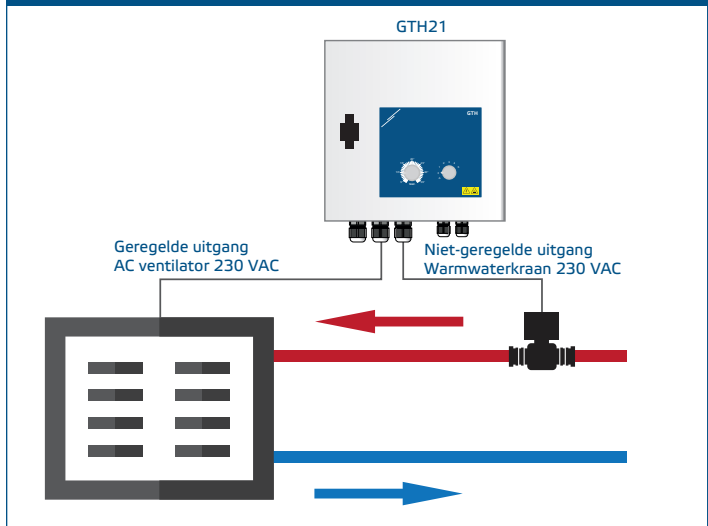 GTH21
GTH
Geregelde uitgang
AC ventilator 230 VAC
Niet-geregelde uitgang
Warmwaterkraan 230 VAC